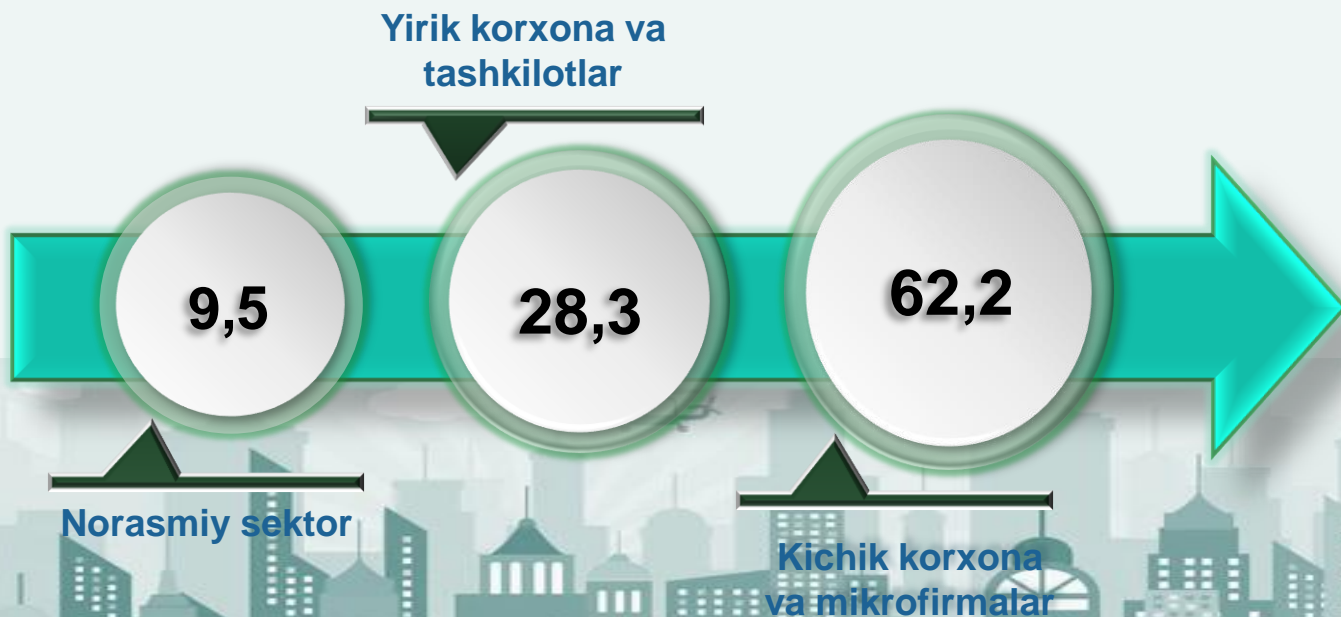 Yirik korxona va
tashkilotlar
9,5
28,3
62,2
Norasmiy sektor
Kichik korxona
va mikrofirmalar